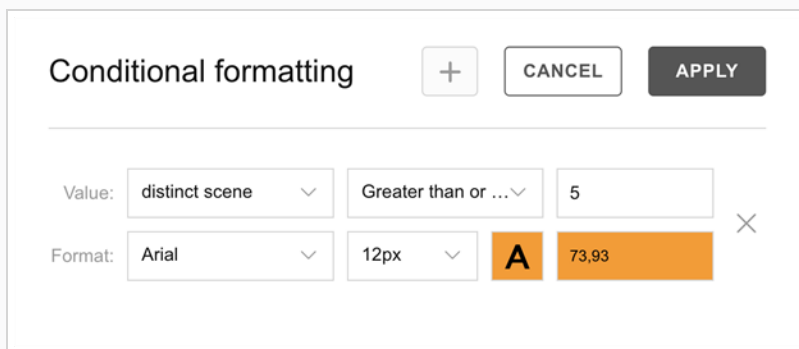 Conditional formatting + CANCEL APPLY
Value: distinct scene Greater than or ... 5
Format: Arial 12px A 73,93